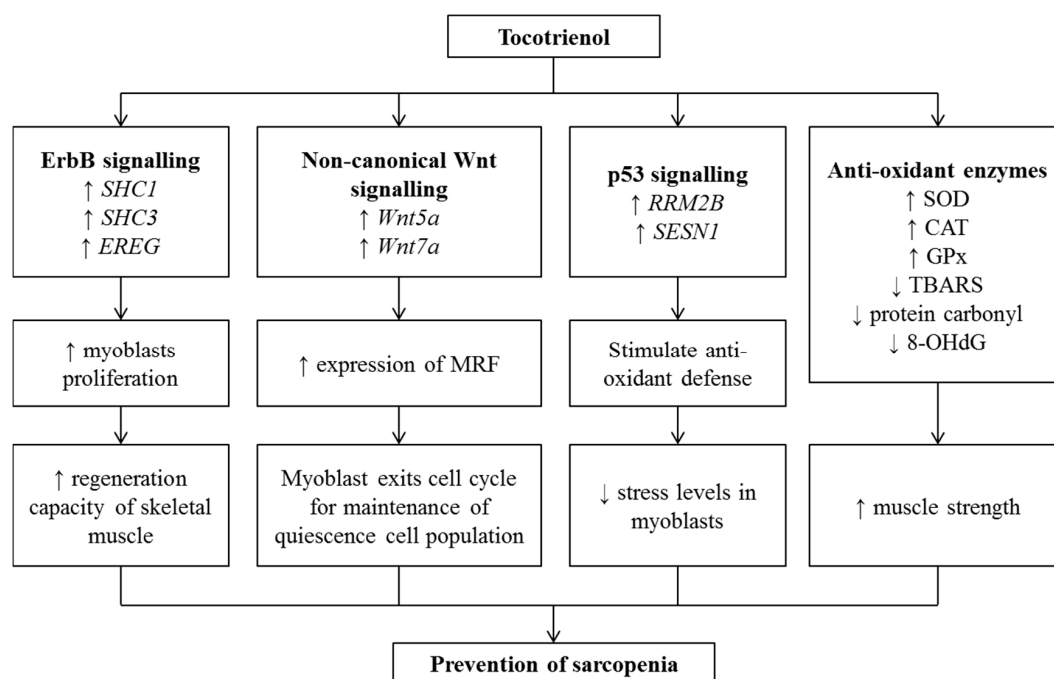 Tocotrienol
ErbB signalling
↑ SHC1
↑ SHC3
↑ EREG
Non-canonical Wnt
signalling
↑ Wnt5a
↑ Wnt7a
p53 signalling
↑ RRM2B
↑ SESN1
Anti-oxidant enzymes
↑ SOD
↑ CAT
↑ GPx
↓ TBARS
↓ protein carbonyl
↓ 8-OHdG
↑ myoblasts
proliferation
↑ expression of MRF
Stimulate anti-
oxidant defense
↑ regeneration
capacity of skeletal
muscle
Myoblast exits cell cycle
for maintenance of
quiescence cell population
↓ stress levels in
myoblasts
↑ muscle strength
Prevention of sarcopenia